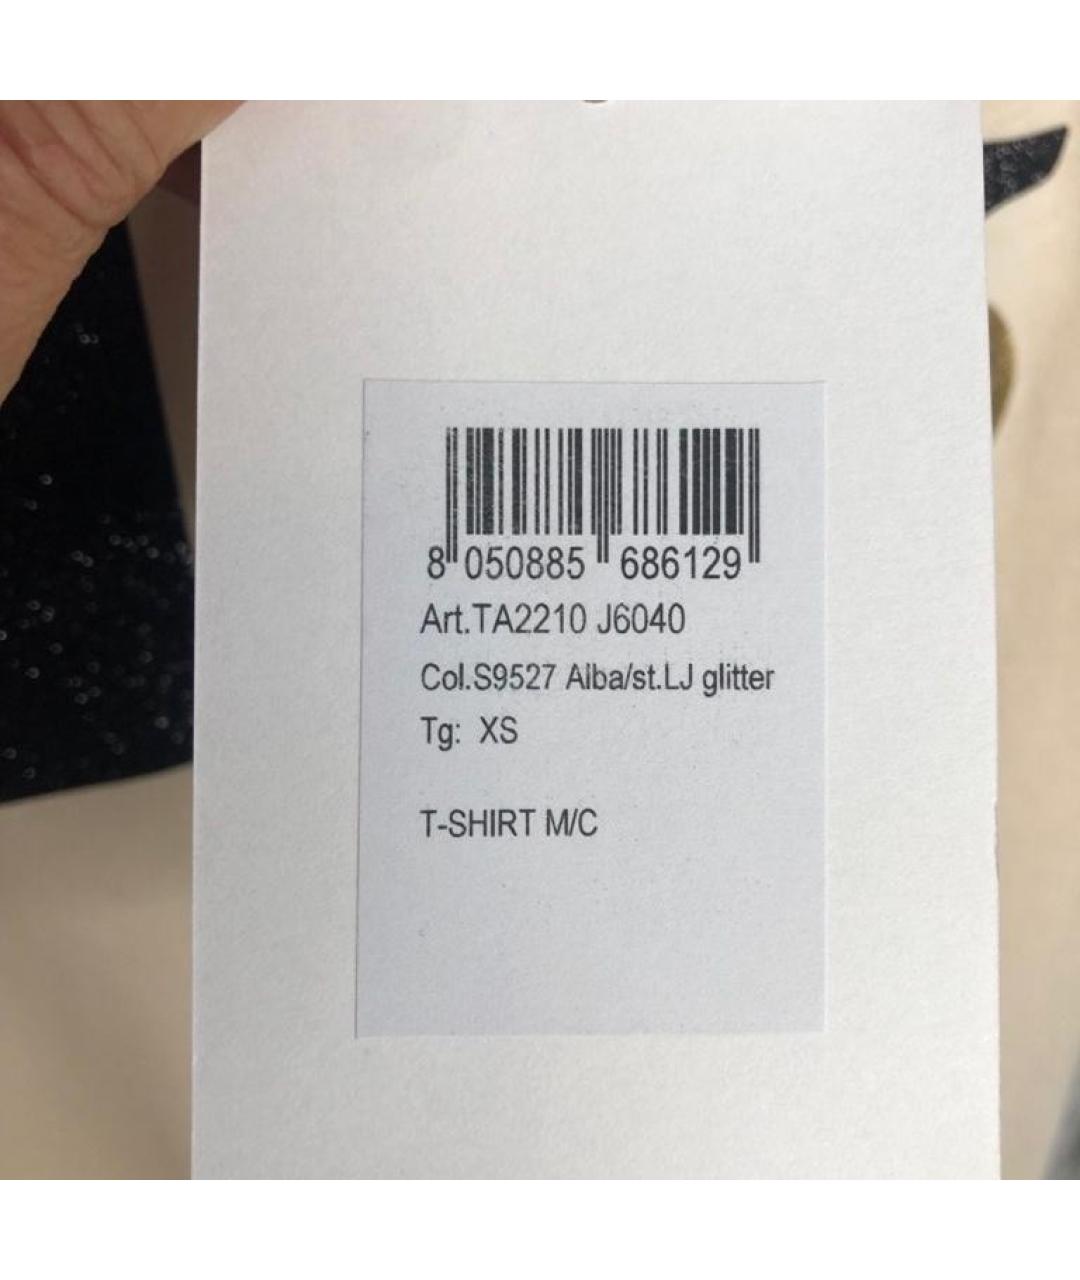 8 050885 686129
Art.TA2210 J6040
Col.S9527 Alba/st.LJ glitter
Tg: XS
T-SHIRT M/C